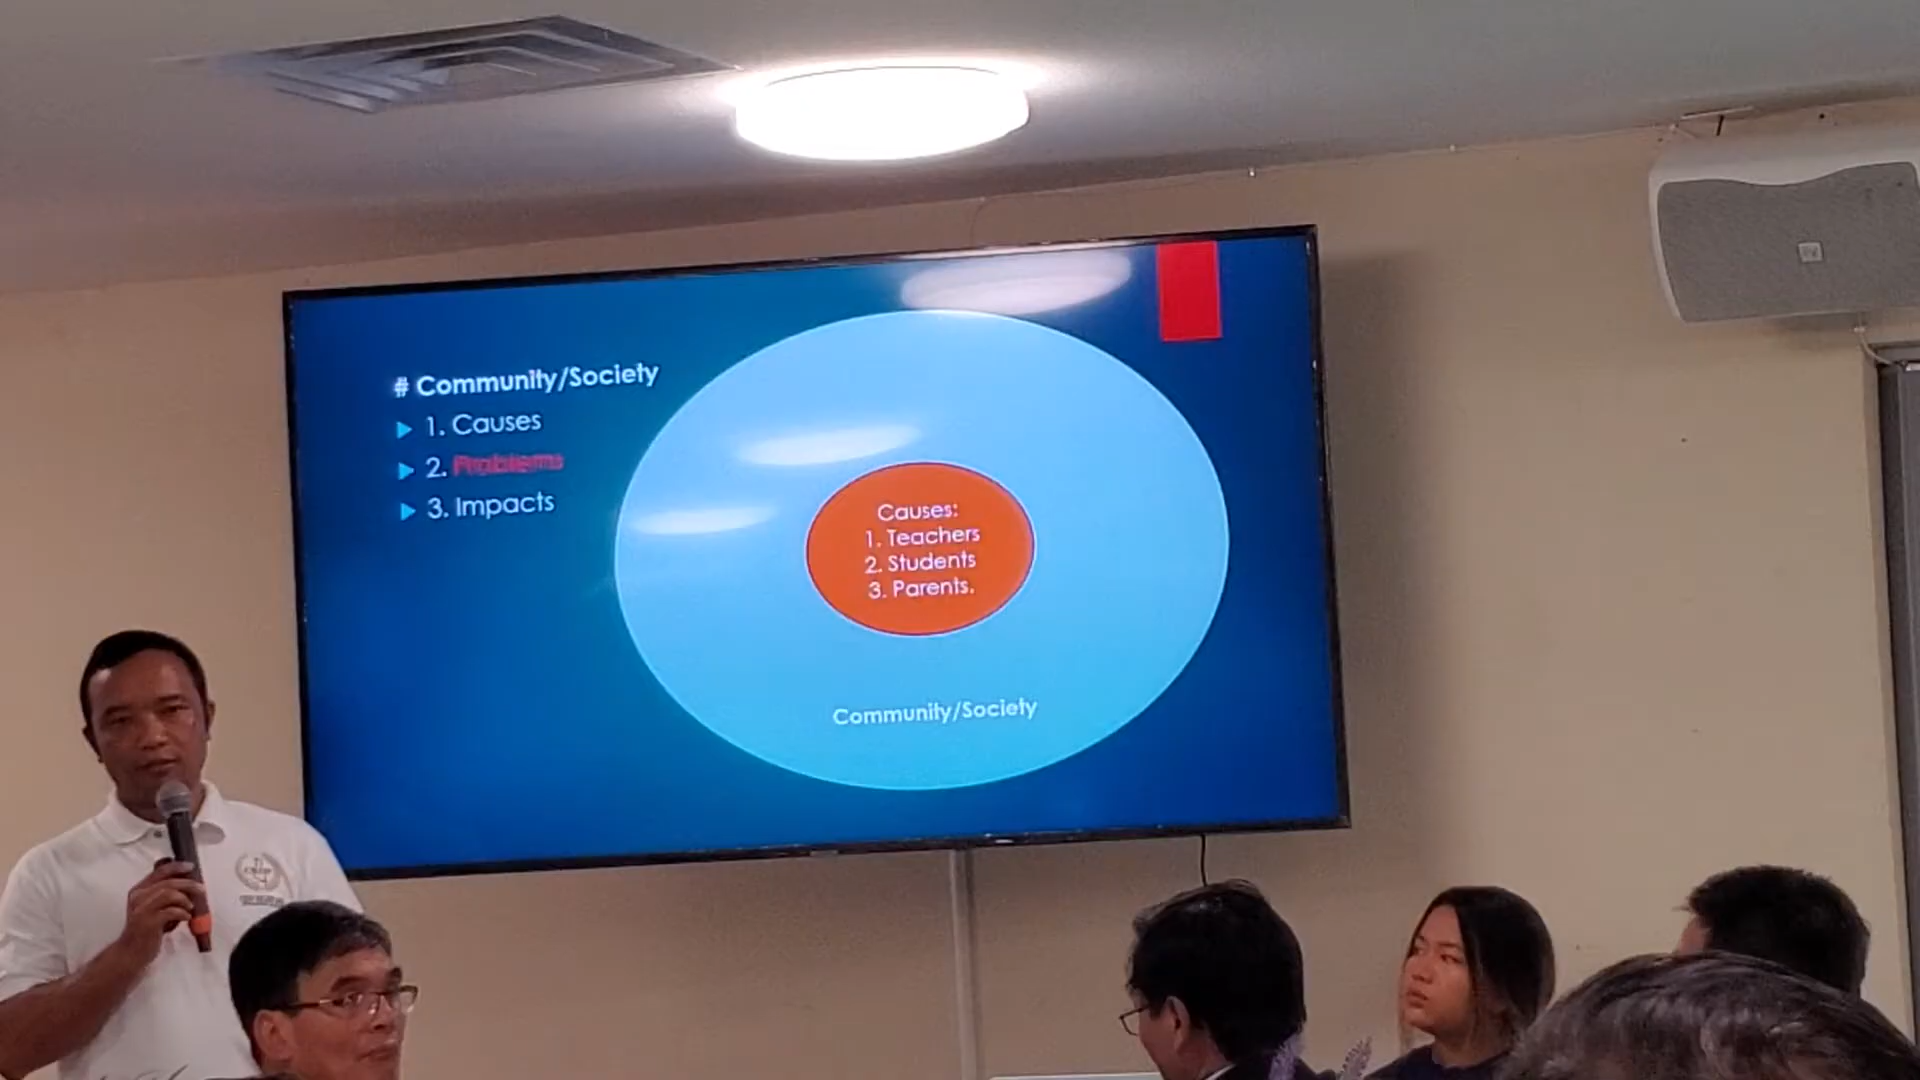 # Community/Society
1. Causes
2. Problems
3. Impacts
Causes:
1. Teachers
2. Students
3. Parents.
Community/Society